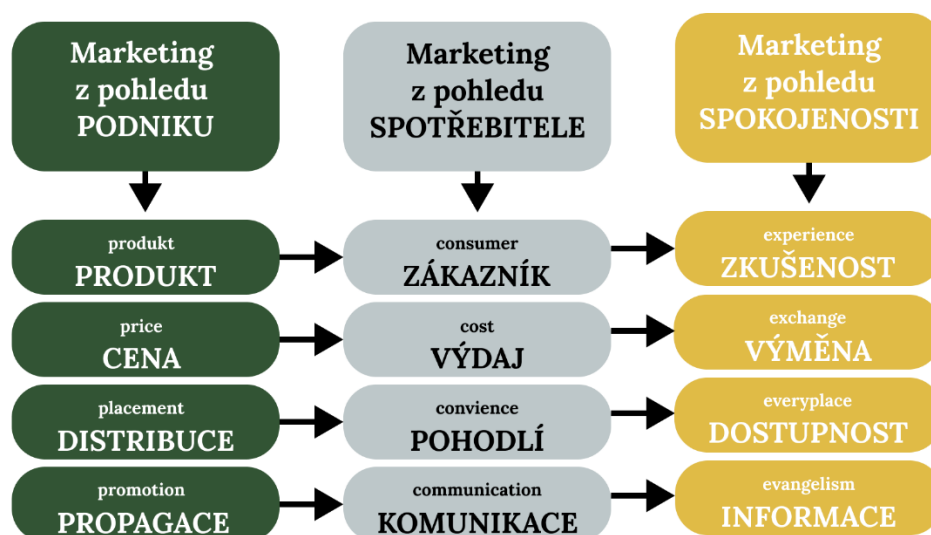 Marketing
z pohledu
PODNIKU
Marketing
z pohledu
SPOTŘEBITELE
Marketing
z pohledu
SPOKOJENOSTI
produkt
PRODUKT
consumer
ZÁKAZNÍK
experience
ZKUŠENOST
price
CENA
cost
VÝDAJ
exchange
VÝMĚNA
placement
DISTRIBUCE
convience
POHODLÍ
everyplace
DOSTUPNOST
promotion
PROPAGACE
communication
KOMUNIKACE
evangelism
INFORMACE